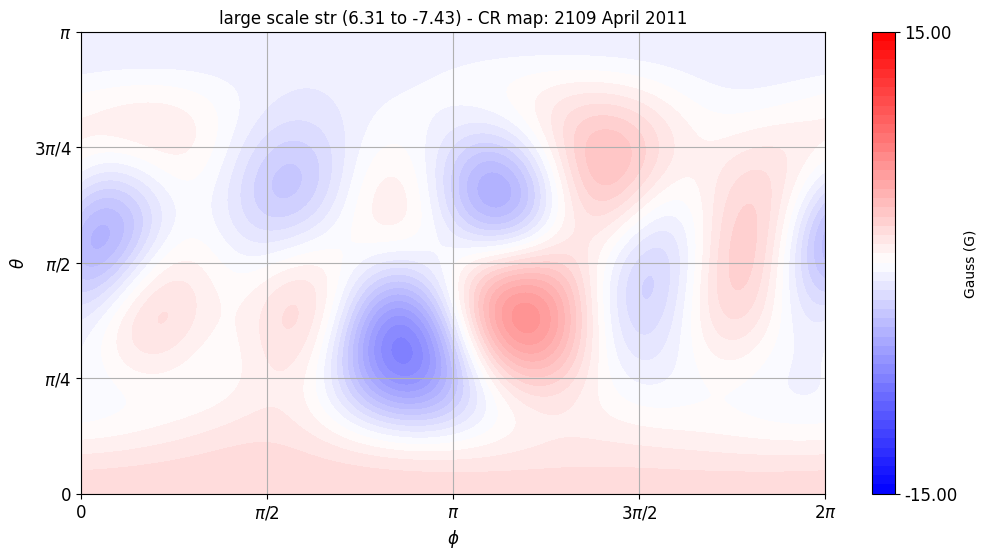 large scale str (6.31 to -7.43) - CR map: 2109 April 2011
π
3π/4
π/2
π/4
0
θ
0
π/2
π
3π/2
2π
ϕ
15.00
-15.00
Gauss (G)